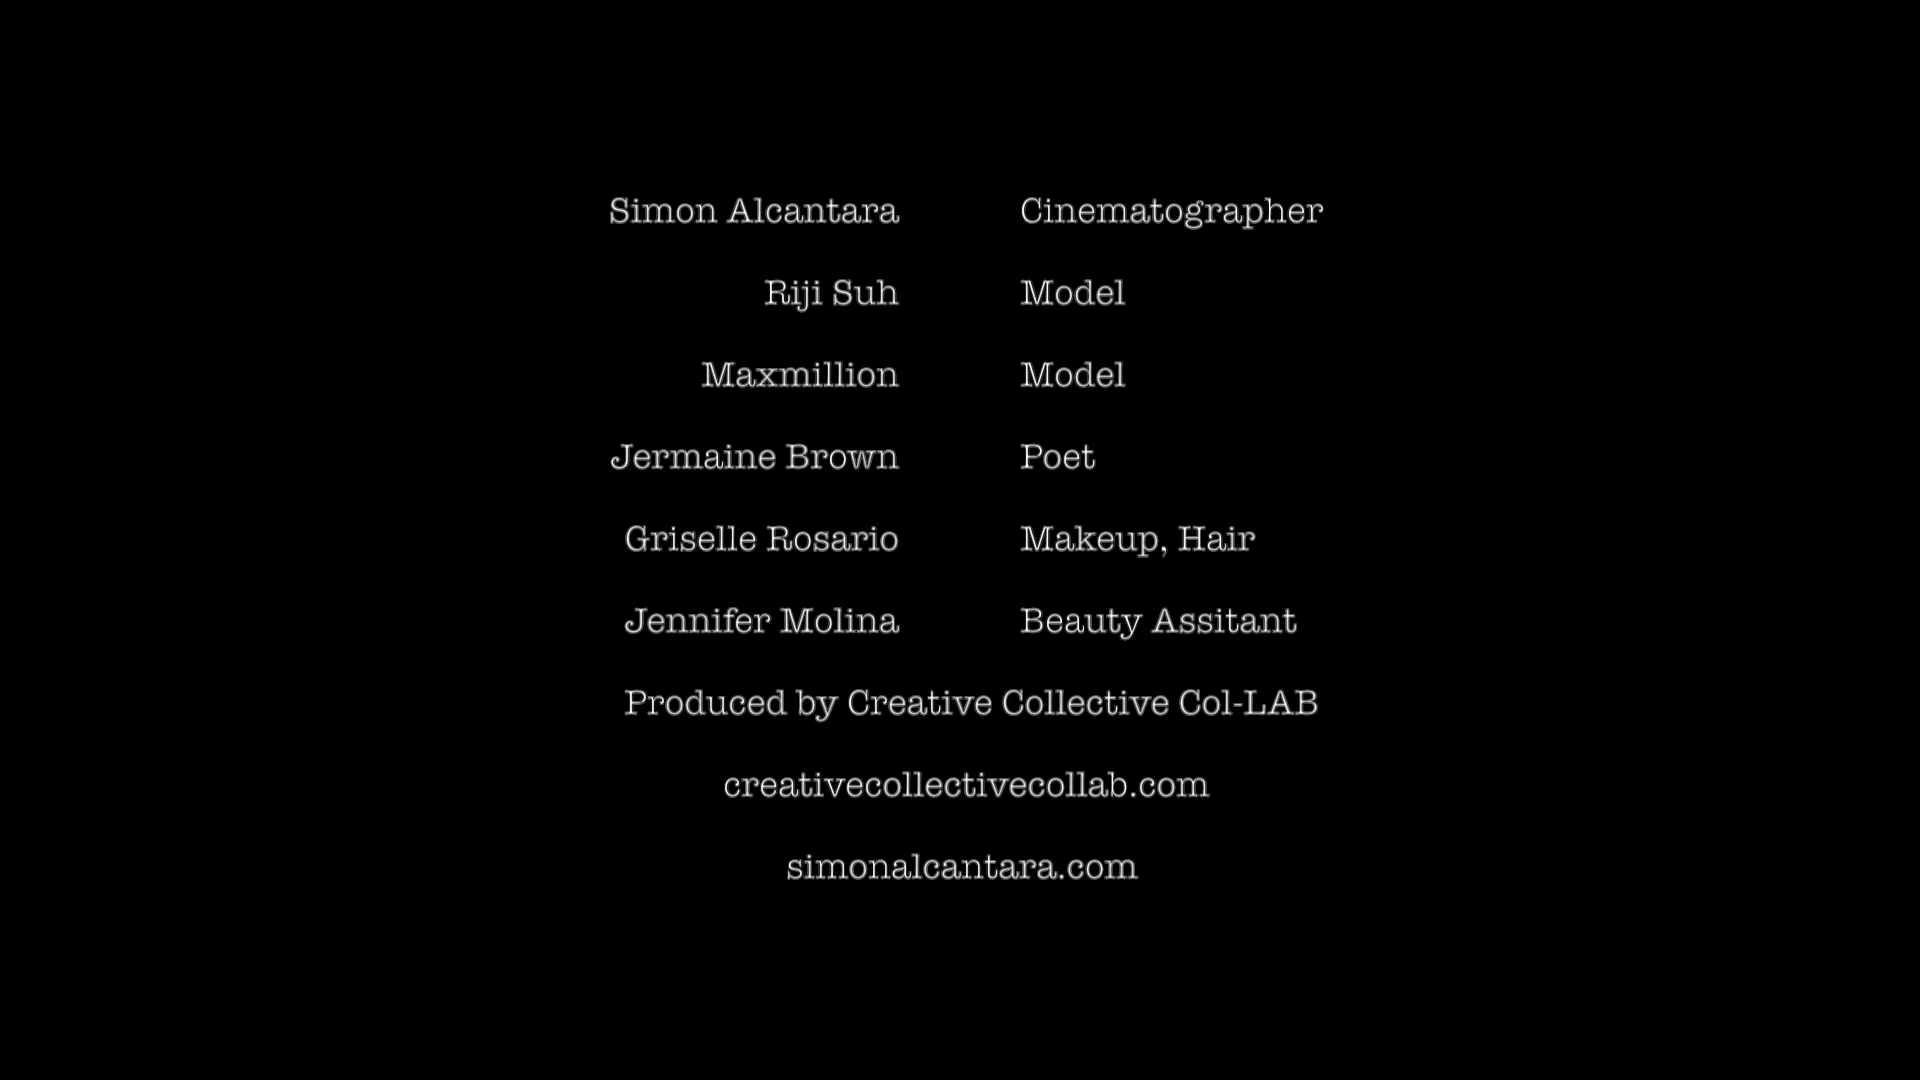 Simon Alcantara Cinematographer
Riji Suh Model
Maxmillion Model
Jermaine Brown Poet
Griselle Rosario Makeup, Hair
Jennifer Molina Beauty Assitant
Produced by Creative Collective Col-LAB
creativecollectivecollab.com
simonalcantara.com